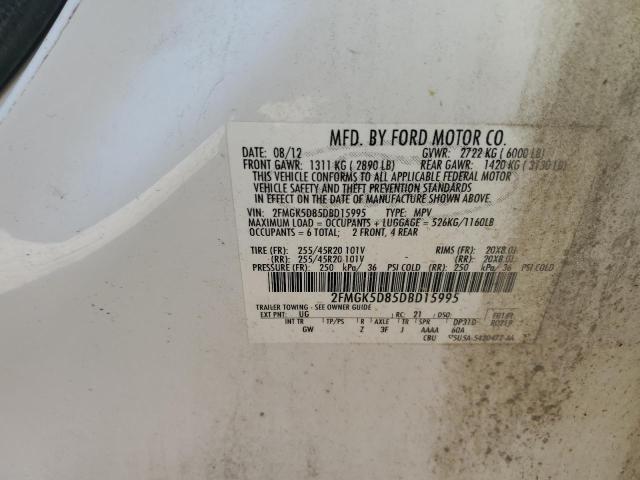 MFD. BY FORD MOTOR CO.
DATE: 08/12 GVWR: 2722 KG (6000 LB)
FRONT GAWR: 1311 KG (2890 LB) REAR GAWR: 1420 KG (3130 LB)
THIS VEHICLE CONFORMS TO ALL APPLICABLE FEDERAL MOTOR
VEHICLE SAFETY AND THEFT PREVENTION STANDARDS
IN EFFECT ON THE DATE OF MANUFACTURE SHOWN ABOVE.
VIN: 2FMGK5D85DBD15995 TYPE: MPV
MAXIMUM LOAD = OCCUPANTS + LUGGAGE = 526KG/1160LB
OCCUPANTS = 6 TOTAL; 2 FRONT, 4 REAR
TIRE (FR): 255/45R20 101V RIMS (FR): 20X8.0J
(RR): 255/45R20 101V (RR): 20X8.0J
PRESSURE (FR): 250 kPa/ 36 PSI COLD (RR): 250 kPa/ 36 PSI COLD
2FMGK5D85DBD15995
TRAILER TOWING - SEE OWNER GUIDE
EXT PNT: UG RC: 21 DSO:
INT TR TP/PS R AXLE TR SPR DP31D
GW Z 3F J AAAA 60A
CBU